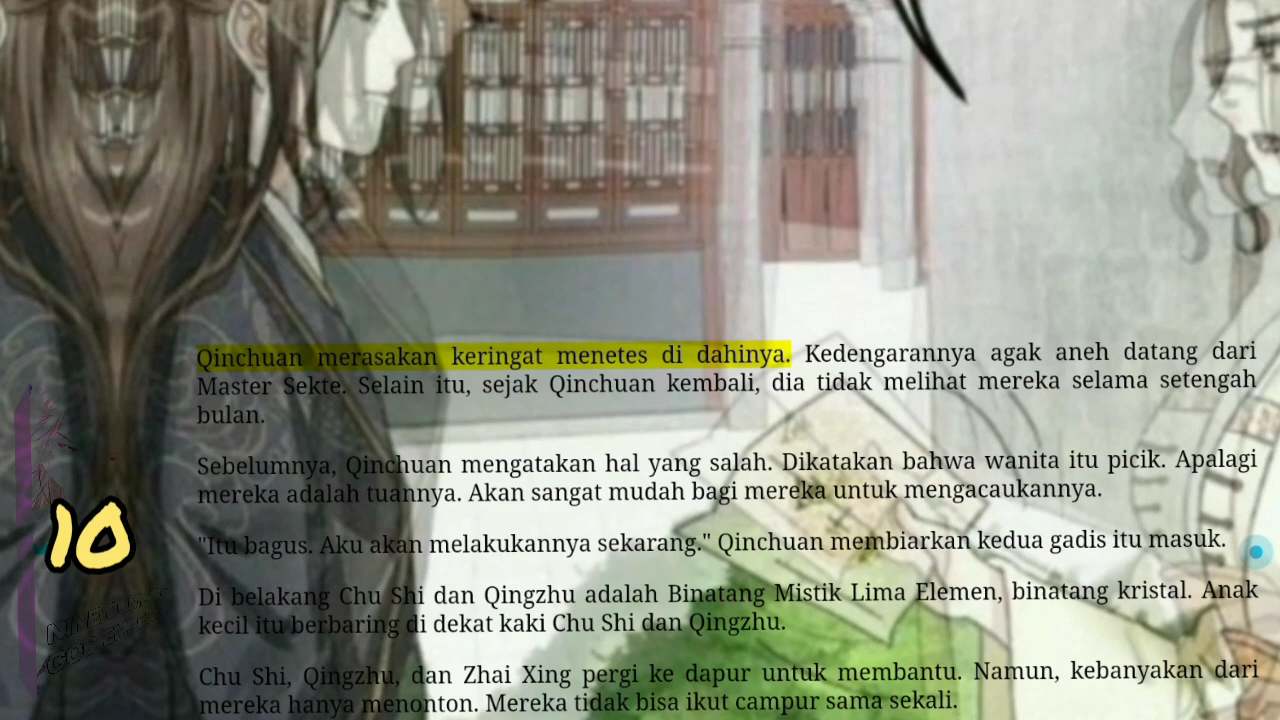 Qinchuan merasakan keringat menetes di dahinya. Kedengarannya agak aneh datang dari
Master Sekte. Selain itu, sejak Qinchuan kembali, dia tidak melihat mereka selama setengah
bulan.
Sebelumnya, Qinchuan mengatakan hal yang salah. Dikatakan bahwa wanita itu picik. Apalagi
mereka adalah tuannya. Akan sangat mudah bagi mereka untuk mengacaukannya.
"Itu bagus. Aku akan melakukannya sekarang." Qinchuan membiarkan kedua gadis itu masuk.
Di belakang Chu Shi dan Qingzhu adalah Binatang Mistik Lima Elemen, binatang kristal. Anak
kecil itu berbaring di dekat kaki Chu Shi dan Qingzhu.
Chu Shi, Qingzhu, dan Zhai Xing pergi ke dapur untuk membantu. Namun, kebanyakan dari
mereka hanya menonton. Mereka tidak bisa ikut campur sama sekali.
10